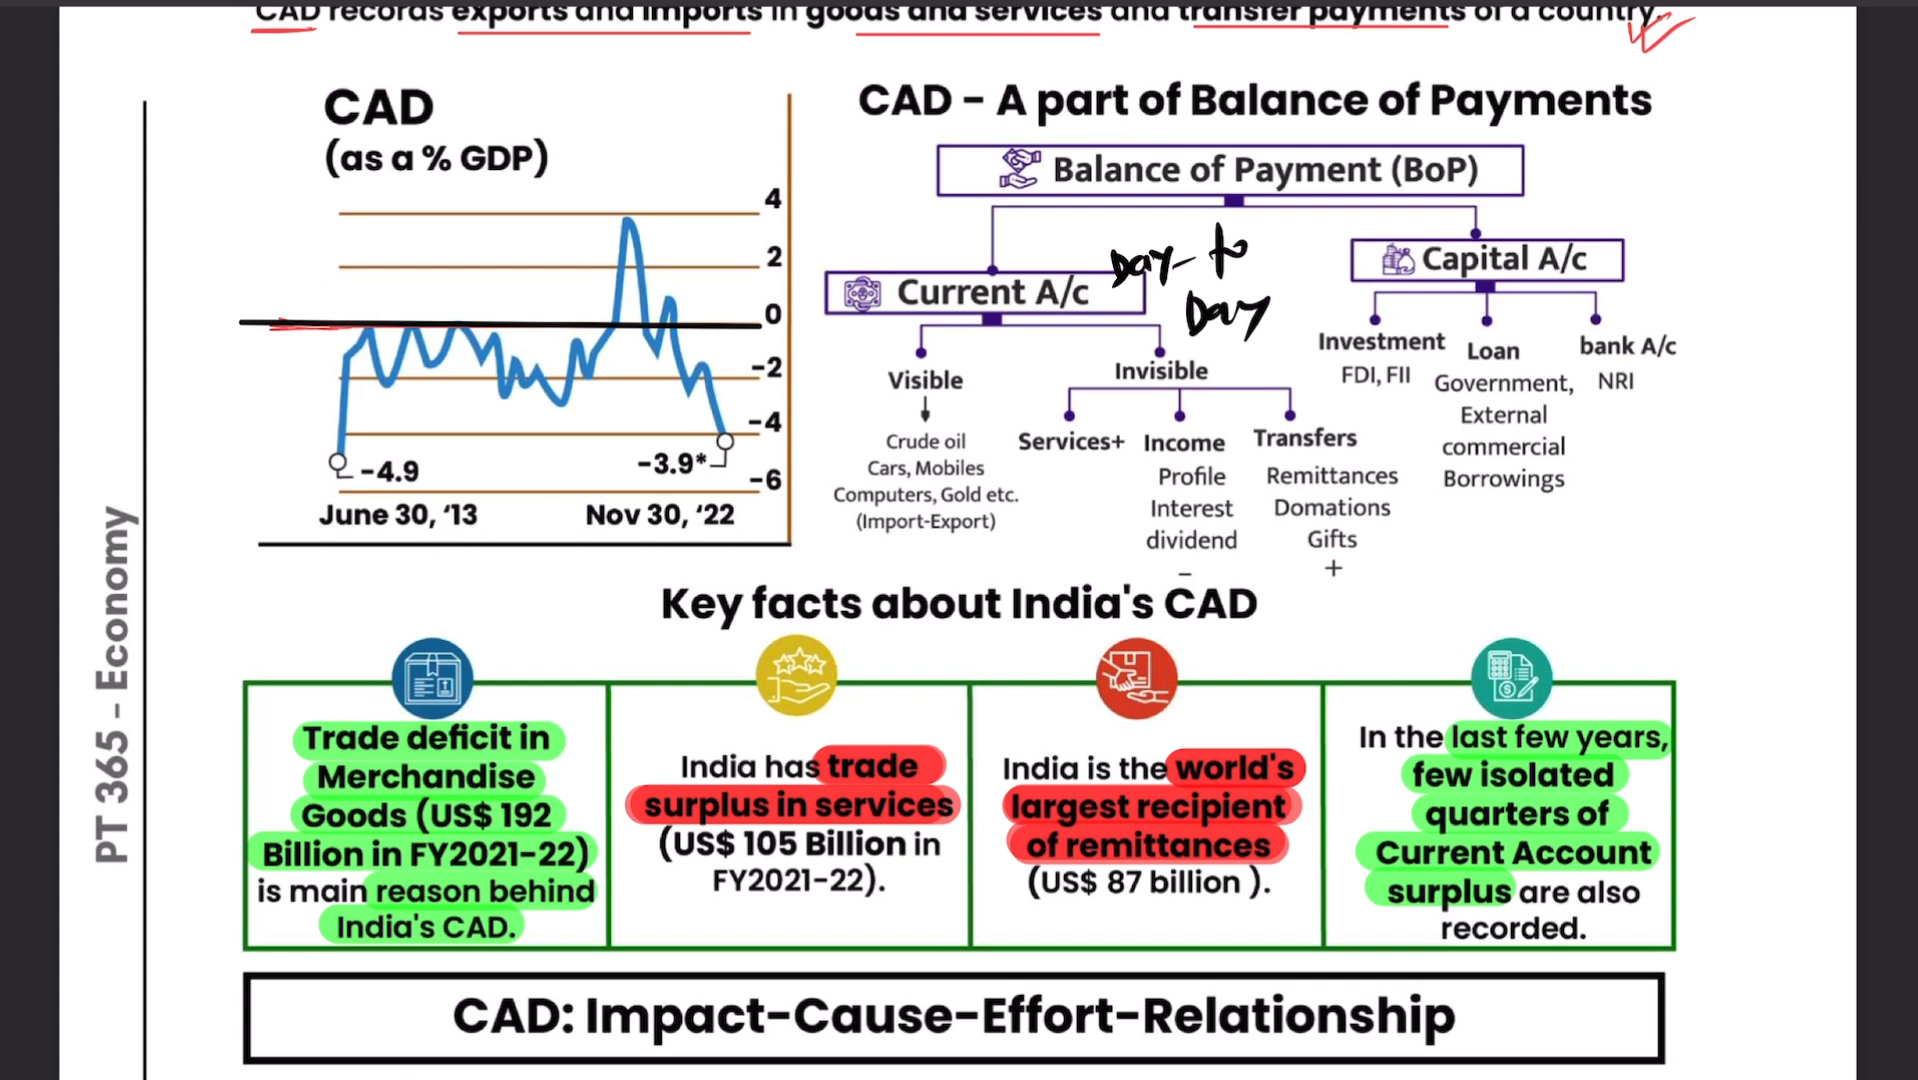 CAD records exports and imports in goods and services and transfer payments of a country.
CAD
(as a % GDP)
4
2
0
-2
-4
-6
-4.9
-3.9*
June 30, ‘13
Nov 30, ‘22
CAD - A part of Balance of Payments
Balance of Payment (BoP)
Day- to
Day
Current A/c
Capital A/c
Visible
Crude oil
Cars, Mobiles
Computers, Gold etc.
(Import-Export)
Invisible
Services+
Income
Profile
Interest
dividend
-
Transfers
Remittances
Domations
Gifts
+
Investment
FDI, FII
Loan
Government,
External
commercial
Borrowings
bank A/c
NRI
Key facts about India's CAD
Trade deficit in
Merchandise
Goods (US$ 192
Billion in FY2021-22)
is main reason behind
India's CAD.
India has trade
surplus in services
(US$ 105 Billion in
FY2021-22).
India is the world's
largest recipient
of remittances
(US$ 87 billion ).
In the last few years,
few isolated
quarters of
Current Account
surplus are also
recorded.
CAD: Impact-Cause-Effort-Relationship
PT 365 - Economy